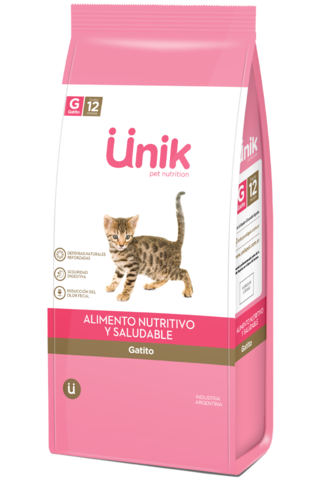 G
Gatito
12
Ünik
pet nutrition
DEFENSAS NATURALES
REFORZADAS
SEGURIDAD
DIGESTIVA
REDUCCIÓN DEL
OLOR FECAL
ALIMENTO NUTRITIVO
Y SALUDABLE
Gatito
ü
INDUSTRIA
ARGENTINA
G
12